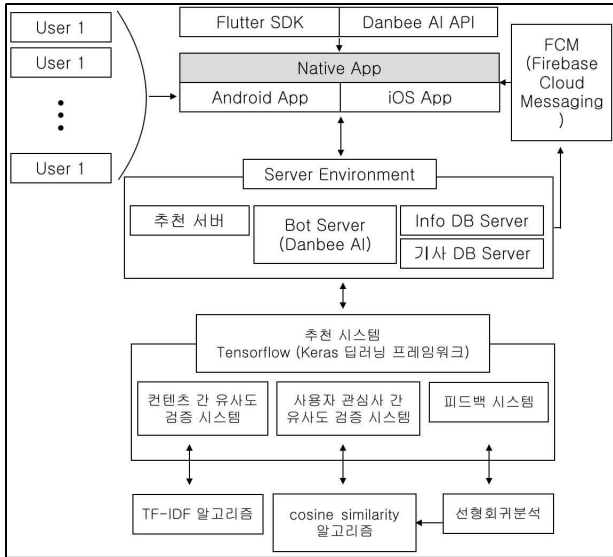 User 1
User 1
User 1
Flutter SDK
Danbee AI API
Native App
Android App
iOS App
FCM
(Firebase
Cloud
Messaging
)
Server Environment
추천 서버
Bot Server
(Danbee AI)
Info DB Server
기사 DB Server
추천 시스템
Tensorflow (Keras 딥러닝 프레임워크)
컨텐츠 간 유사도
검증 시스템
사용자 관심사 간
유사도 검증 시스템
피드백 시스템
TF-IDF 알고리즘
cosine similarity
알고리즘
선형회귀분석